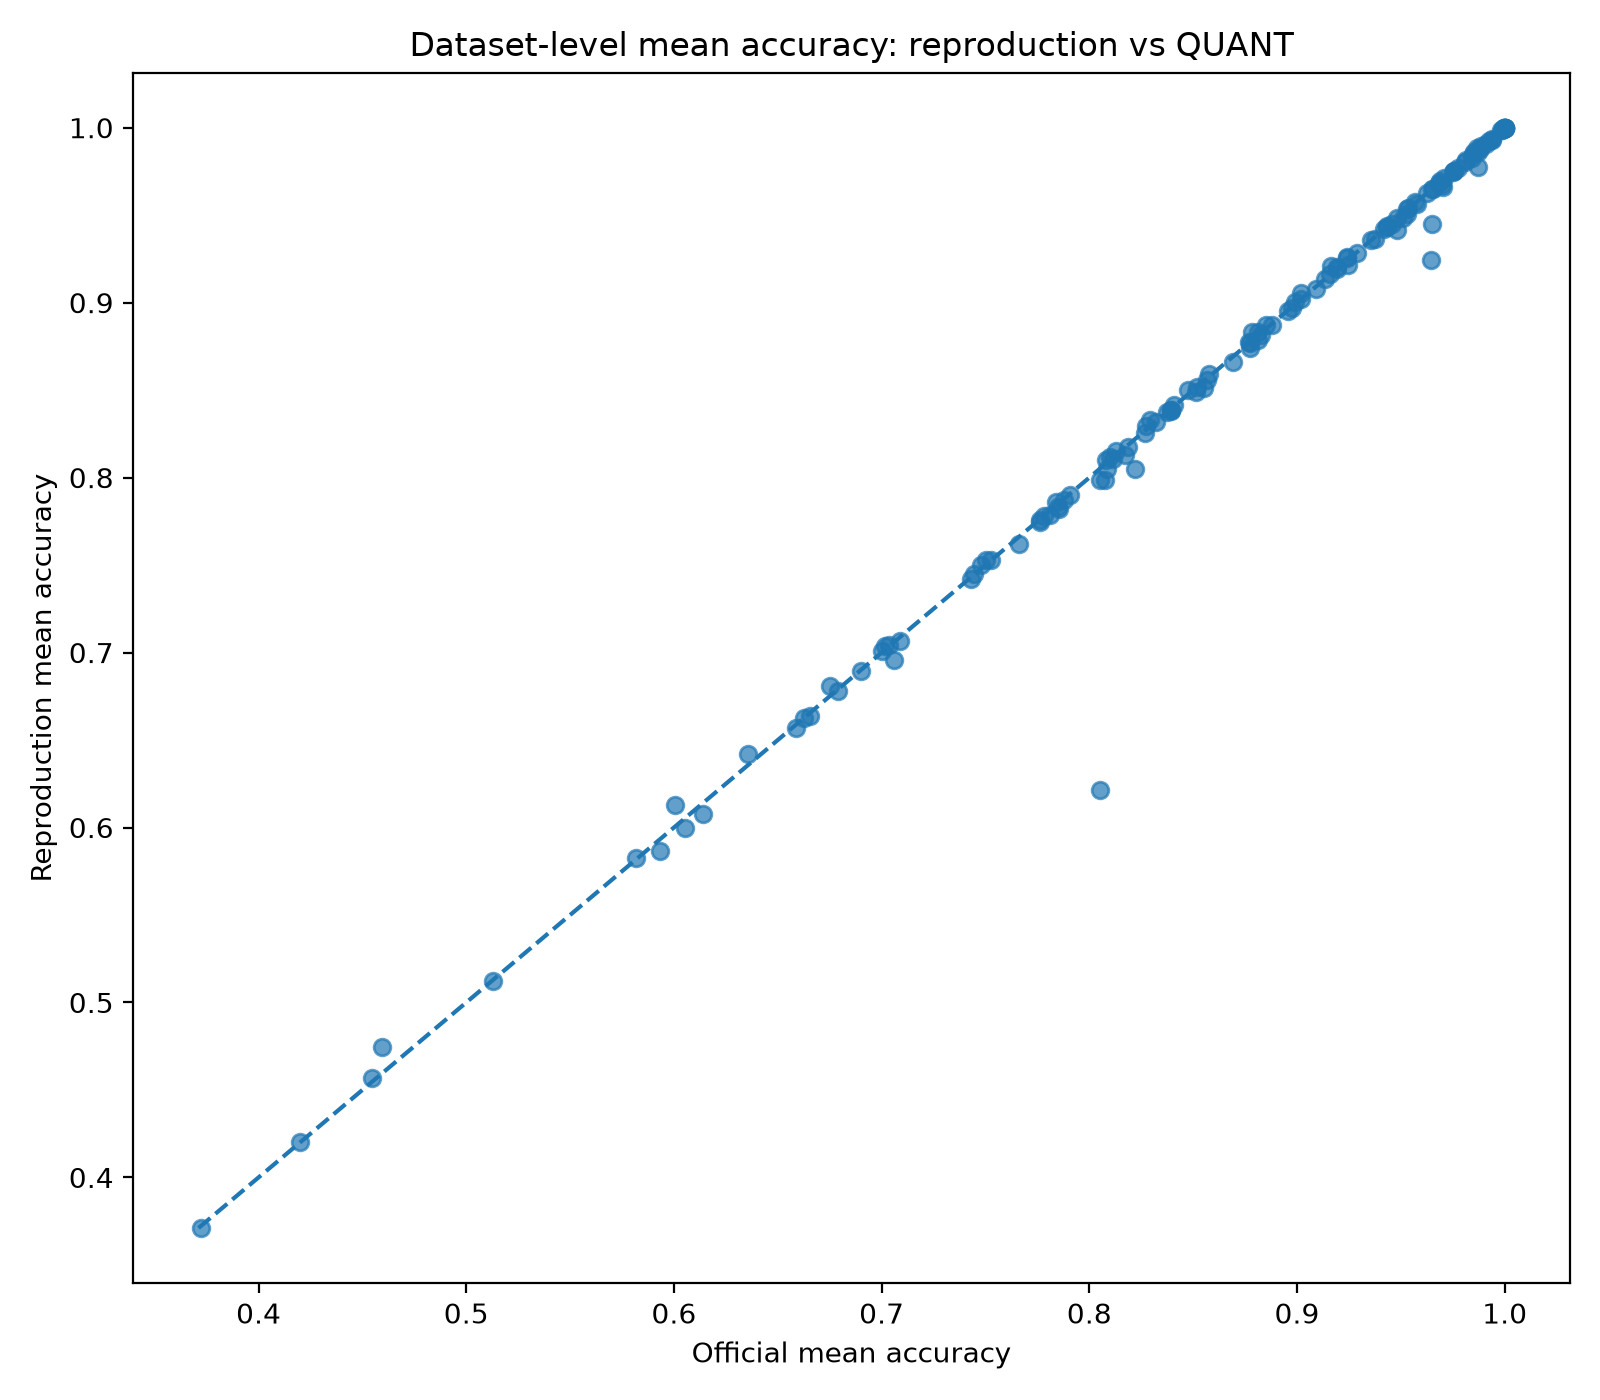 Dataset-level mean accuracy: reproduction vs QUANT
1.0
0.9
0.8
0.7
0.6
0.5
0.4
Reproduction mean accuracy
0.4 0.5 0.6 0.7 0.8 0.9 1.0
Official mean accuracy